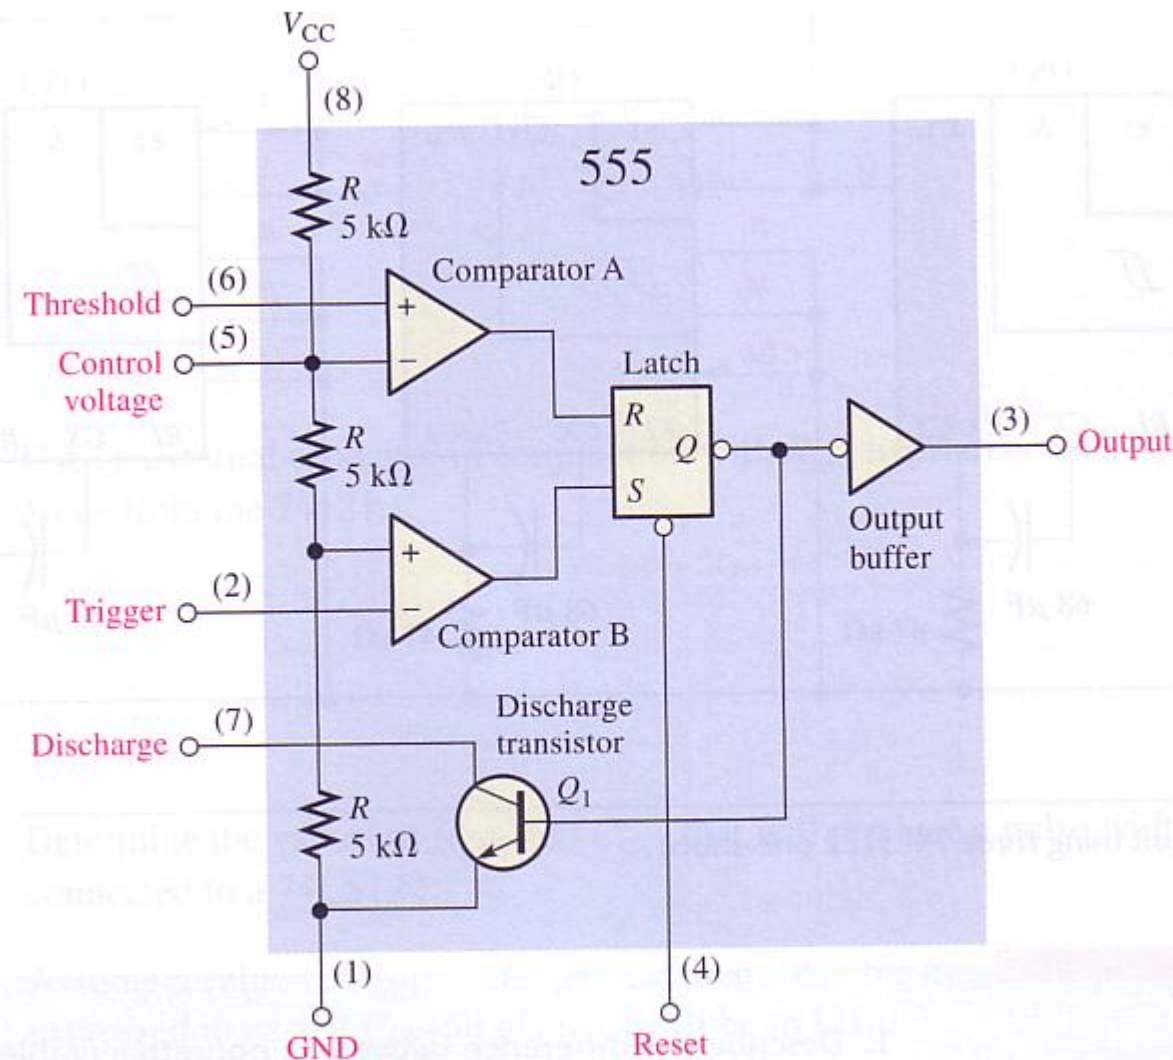 VCC
(8)
555
R
5 kΩ
Comparator A
(6)
Threshold
+
(5)
Control
voltage
−
Latch
R
5 kΩ
R
Q
S
(3)
Output
Output
buffer
+
(2)
Trigger
−
Comparator B
(7)
Discharge
Discharge
transistor
Q1
R
5 kΩ
(1)
(4)
GND
Reset